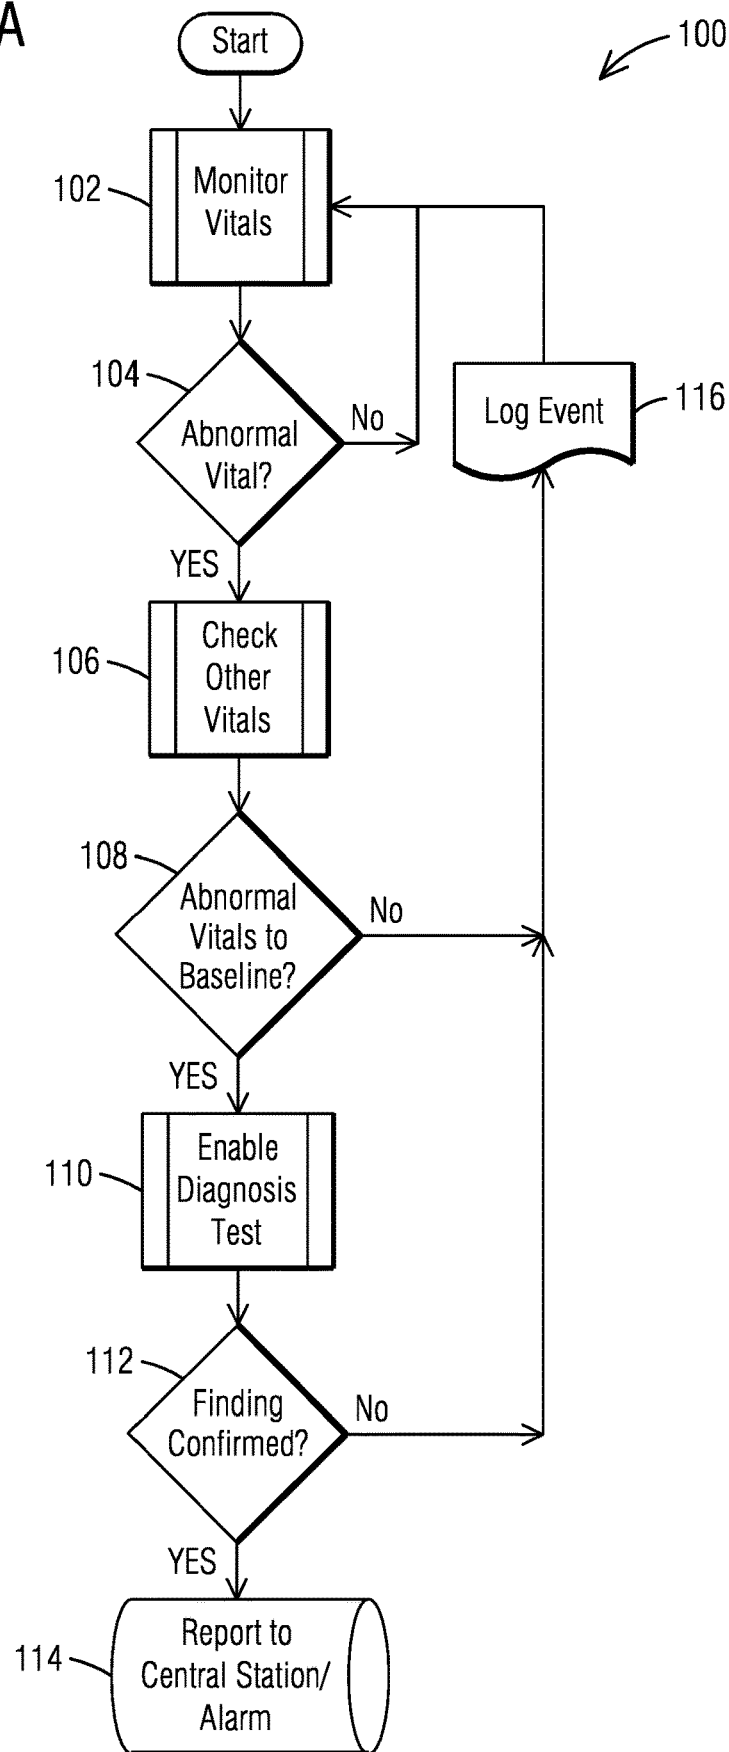 A
Start
100
102
Monitor
Vitals
104
Abnormal
Vital?
No
Log Event
116
YES
106
Check
Other
Vitals
108
Abnormal
Vitals to
Baseline?
No
YES
110
Enable
Diagnosis
Test
112
Finding
Confirmed?
No
YES
114
Report to
Central Station/
Alarm